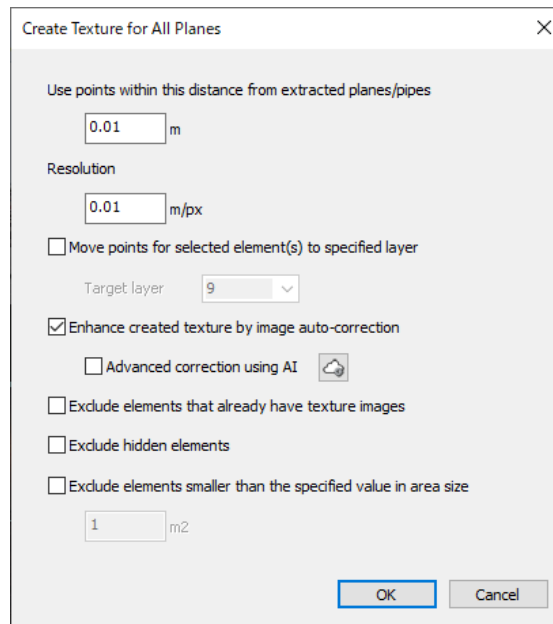 Create Texture for All Planes
Use points within this distance from extracted planes/pipes
0.01 m
Resolution
0.01 m/px
Move points for selected element(s) to specified layer
Target layer 9
Enhance created texture by image auto-correction
Advanced correction using AI
Exclude elements that already have texture images
Exclude hidden elements
Exclude elements smaller than the specified value in area size
1 m2
OK Cancel